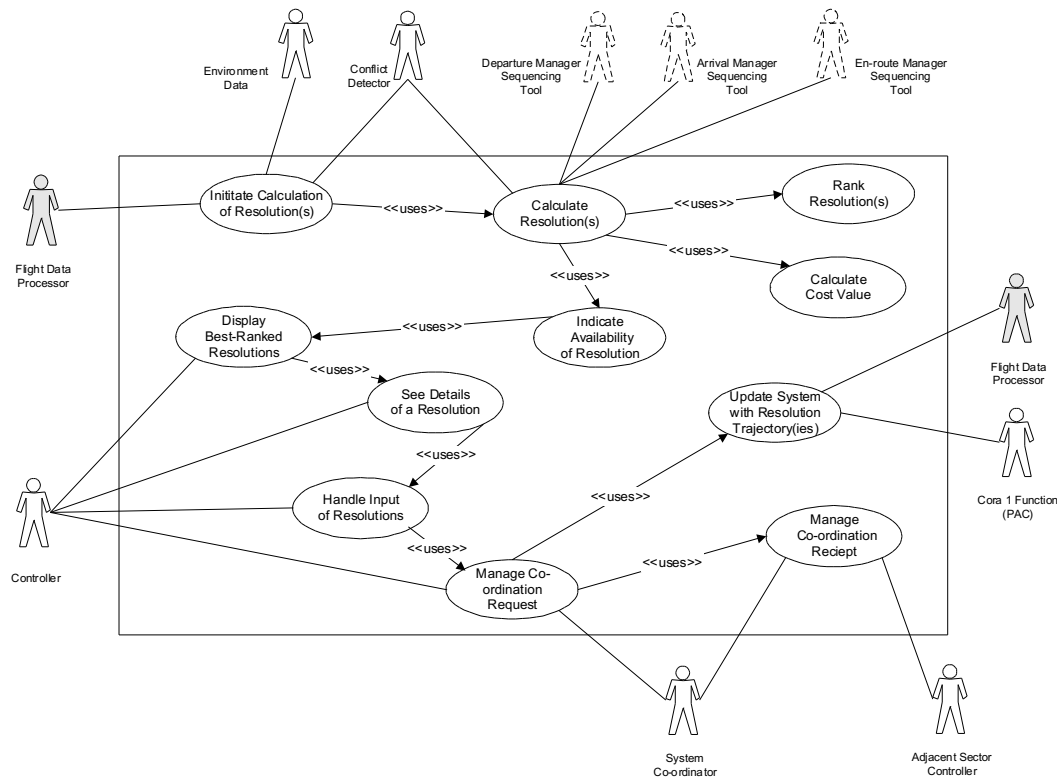 Environment
Data
Conflict
Detector
Departure Manager
Sequencing
Tool
Arrival Manager
Sequencing
Tool
En-route Manager
Sequencing
Tool
Inititate Calculation
of Resolution(s)
<<uses>>
Calculate
Resolution(s)
<<uses>>
Rank
Resolution(s)
Flight Data
Processor
<<uses>>
<<uses>>
Calculate
Cost Value
Display
Best-Ranked
Resolutions
<<uses>>
Indicate
Availability
of Resolution
Flight Data
Processor
<<uses>>
See Details
of a Resolution
Update System
with Resolution
Trajectory(ies)
<<uses>>
Handle Input
of Resolutions
<<uses>>
Cora 1 Function
(PAC)
Manage
Co-ordination
Reciept
<<uses>>
<<uses>>
Controller
Manage Co-
ordination
Request
System
Co-ordinator
Adjacent Sector
Controller